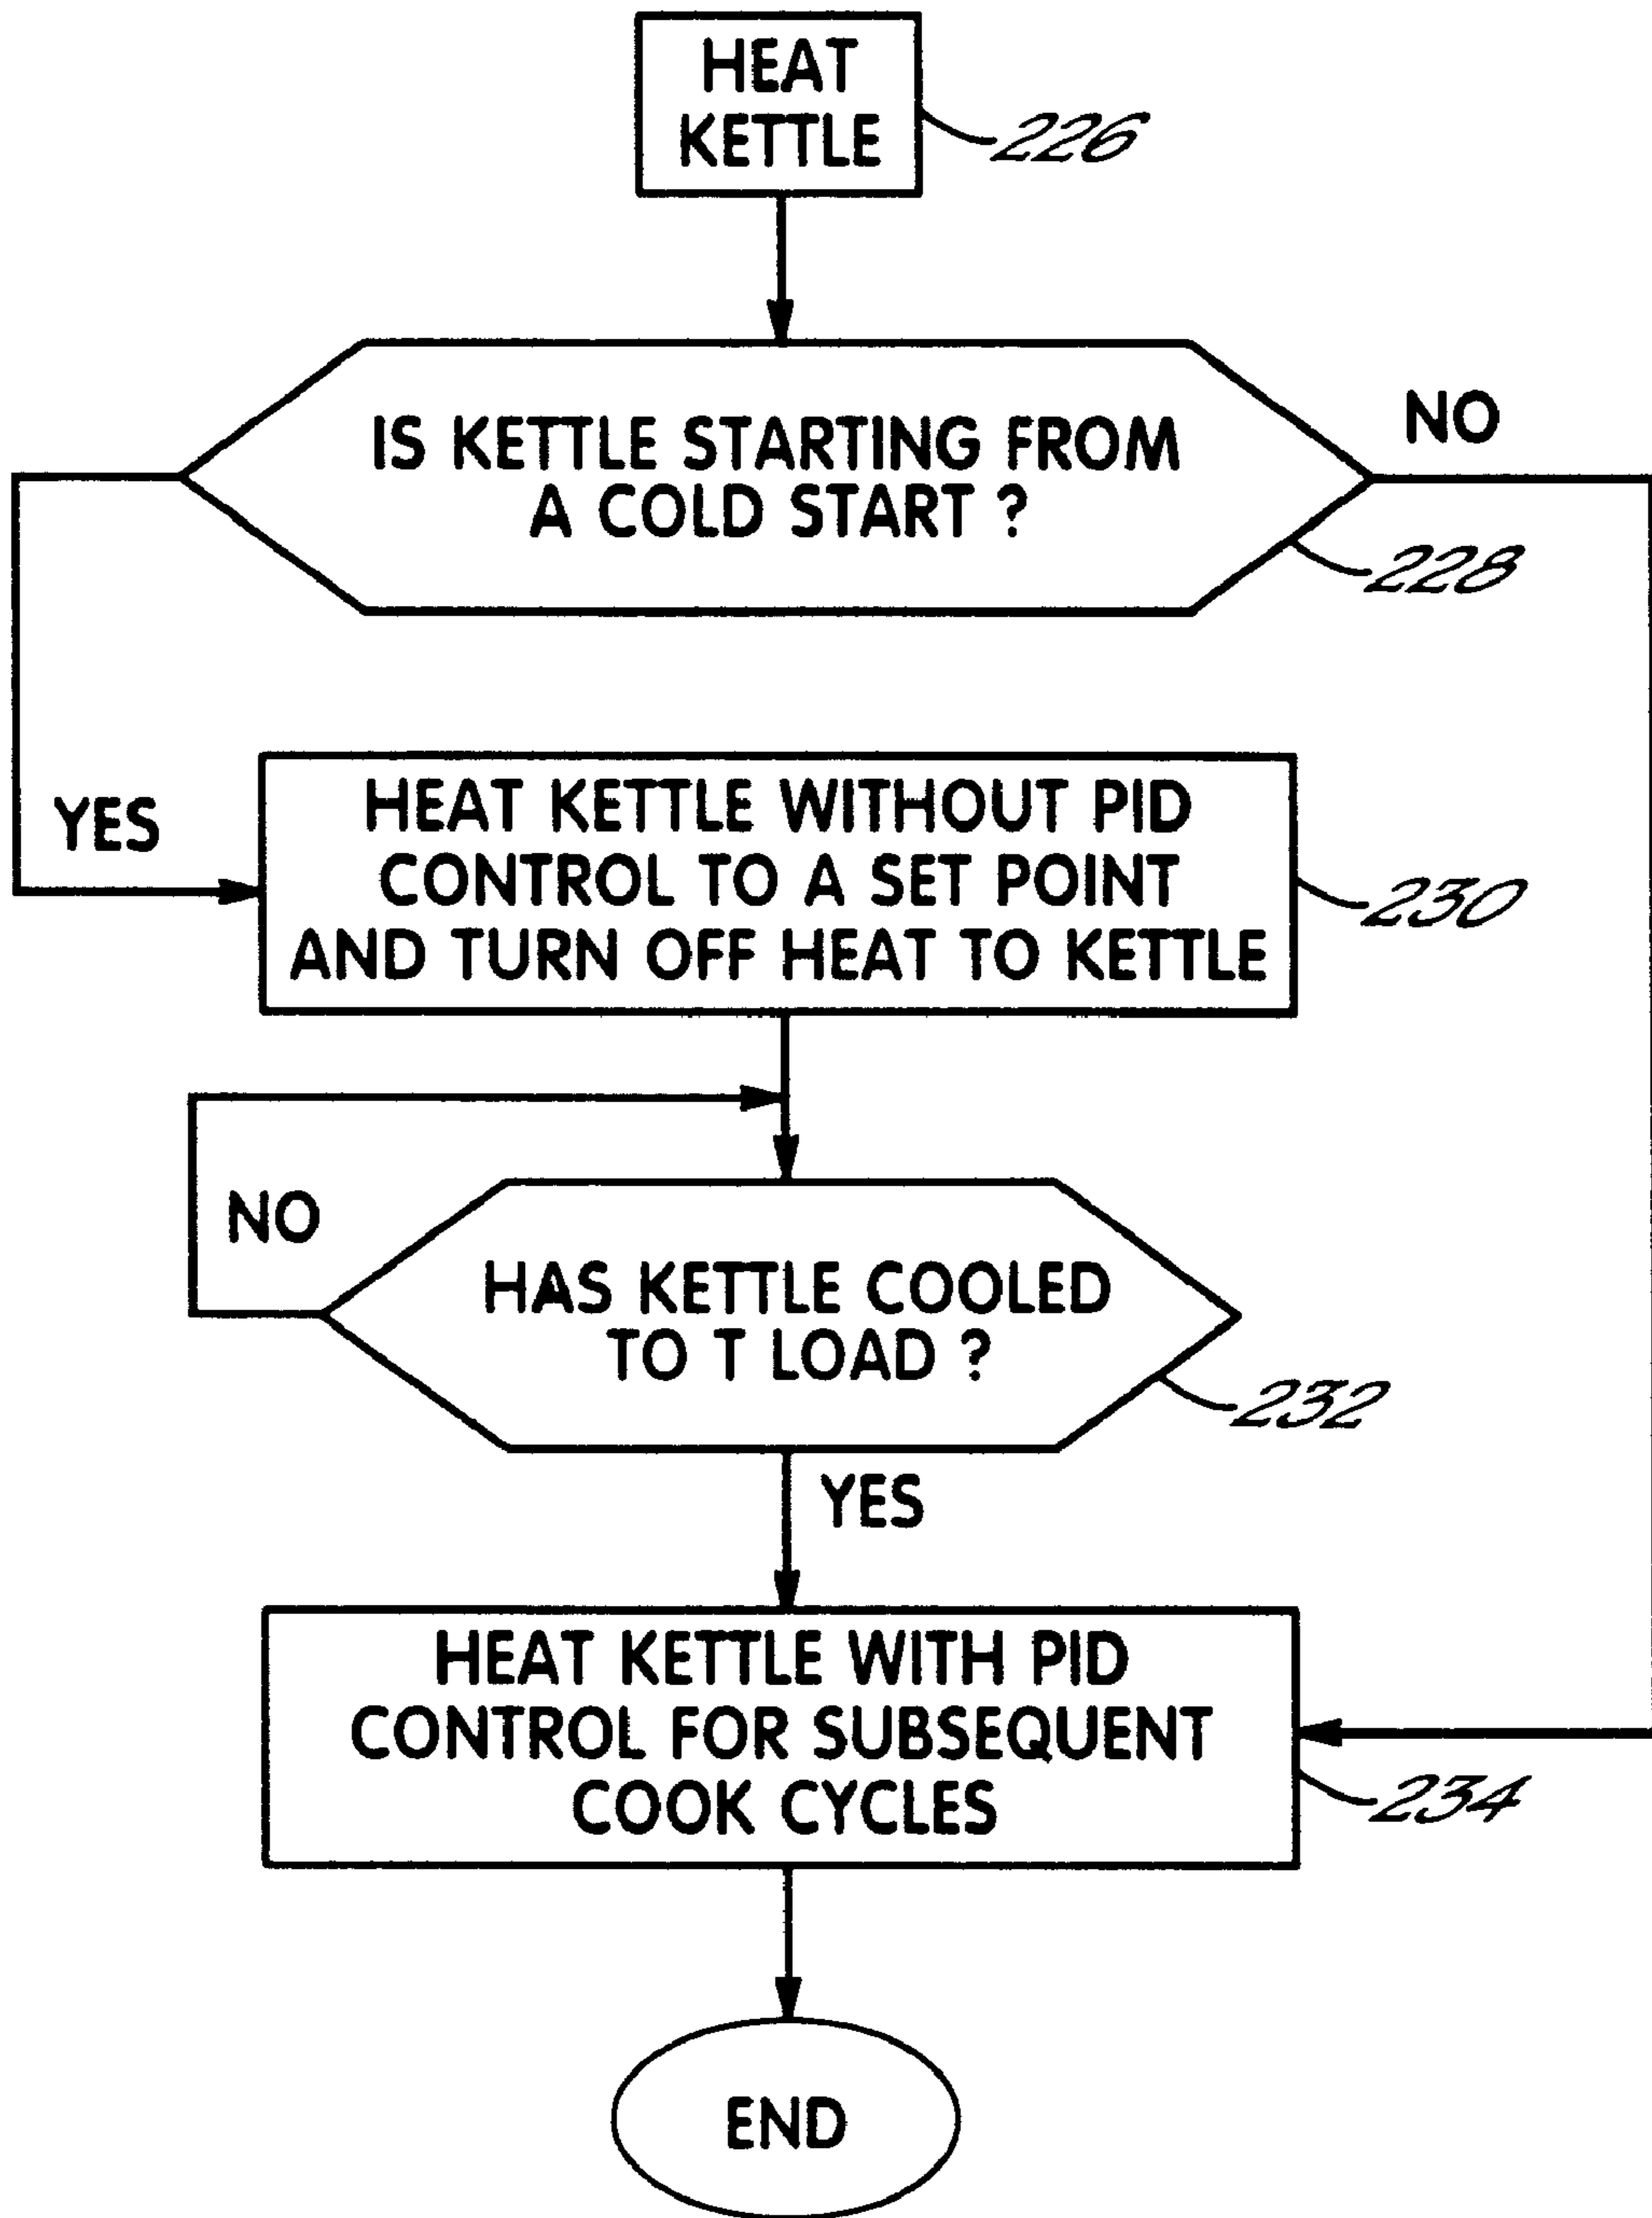 HEAT
KETTLE
226
IS KETTLE STARTING FROM
A COLD START ?
NO
228
YES
HEAT KETTLE WITHOUT PID
CONTROL TO A SET POINT
AND TURN OFF HEAT TO KETTLE
230
NO
HAS KETTLE COOLED
TO T LOAD ?
232
YES
HEAT KETTLE WITH PID
CONTROL FOR SUBSEQUENT
COOK CYCLES
234
END